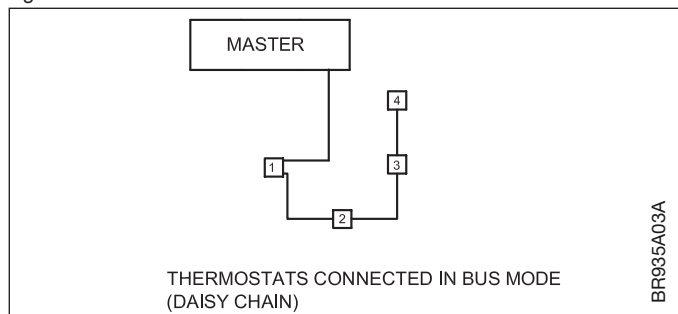 MASTER
4
1
3
2
THERMOSTATS CONNECTED IN BUS MODE
(DAISY CHAIN)
BR935A03A